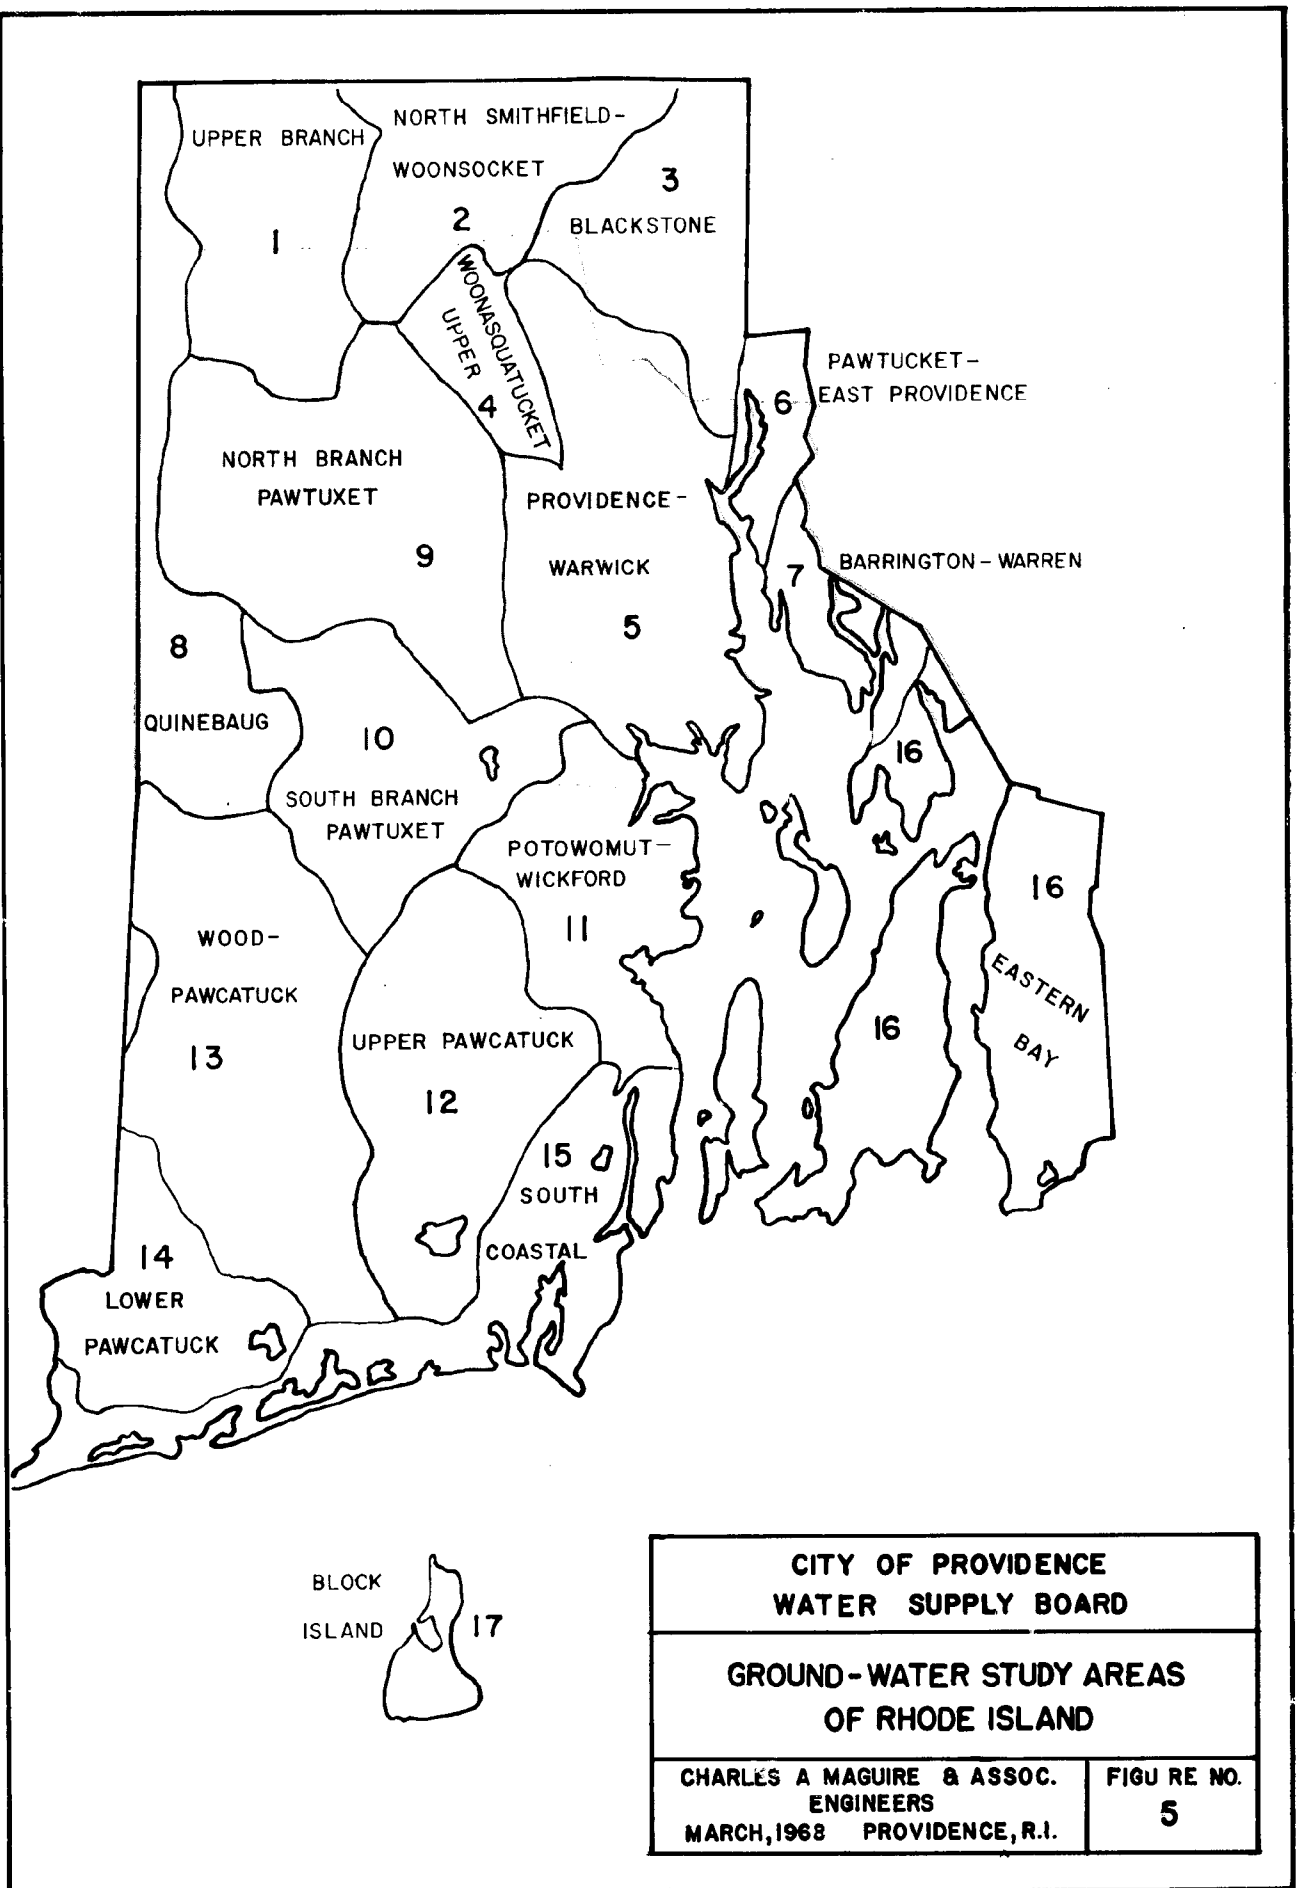 UPPER BRANCH
1
NORTH SMITHFIELD-
WOONSOCKET
2
3
BLACKSTONE
WOONASQUATUCKET
UPPER
4
PAWTUCKET-
EAST PROVIDENCE
6
NORTH BRANCH
PAWTUXET
9
PROVIDENCE-
WARWICK
5
7
BARRINGTON-WARREN
8
QUINEBAUG
10
SOUTH BRANCH
PAWTUXET
16
POTOWOMUT-
WICKFORD
11
16
EASTERN
BAY
16
WOOD-
PAWCATUCK
13
UPPER PAWCATUCK
12
15
SOUTH
COASTAL
14
LOWER
PAWCATUCK
BLOCK
ISLAND
17
CITY OF PROVIDENCE
WATER SUPPLY BOARD
GROUND-WATER STUDY AREAS
OF RHODE ISLAND
CHARLES A MAGUIRE & ASSOC.
ENGINEERS
MARCH, 1968 PROVIDENCE, R.I.
FIGU RE NO.
5